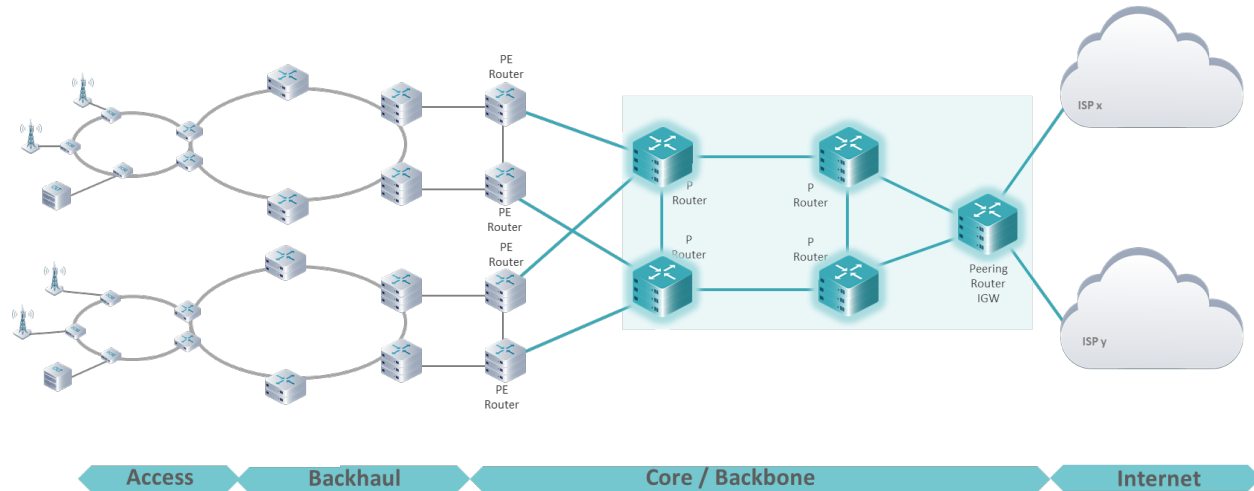 PE
Router
PE
Router
PE
Router
PE
Router
P
Router
P
Router
P
Router
P
Router
Peering
Router
IGW
ISP x
ISP y
Access
Backhaul
Core / Backbone
Internet